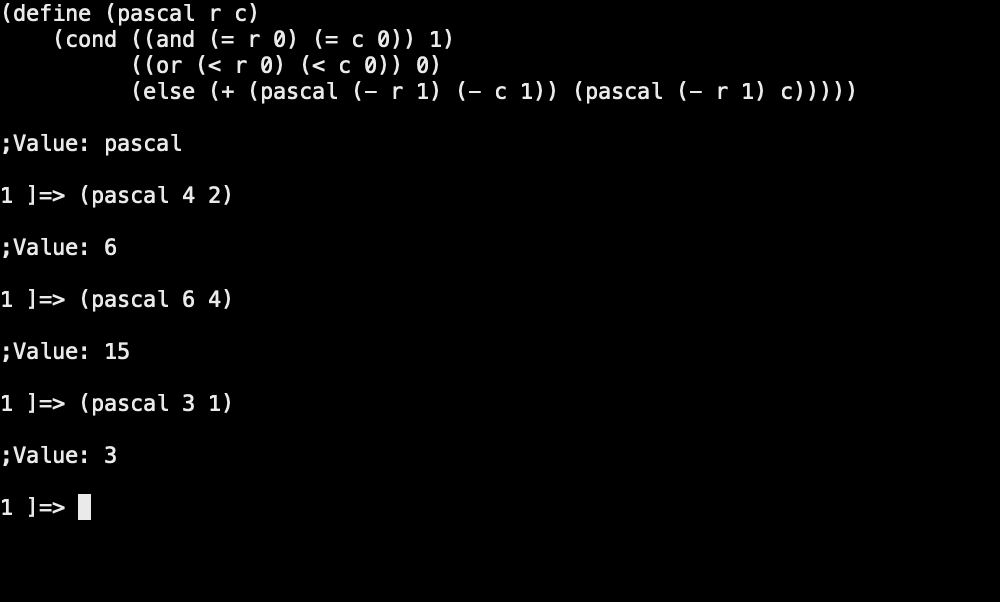 (define (pascal r c)
    (cond ((and (= r 0) (= c 0)) 1)
          ((or (< r 0) (< c 0)) 0)
          (else (+ (pascal (- r 1) (- c 1)) (pascal (- r 1) c)))))
;Value: pascal
1 ]=> (pascal 4 2)
;Value: 6
1 ]=> (pascal 6 4)
;Value: 15
1 ]=> (pascal 3 1)
;Value: 3
1 ]=>